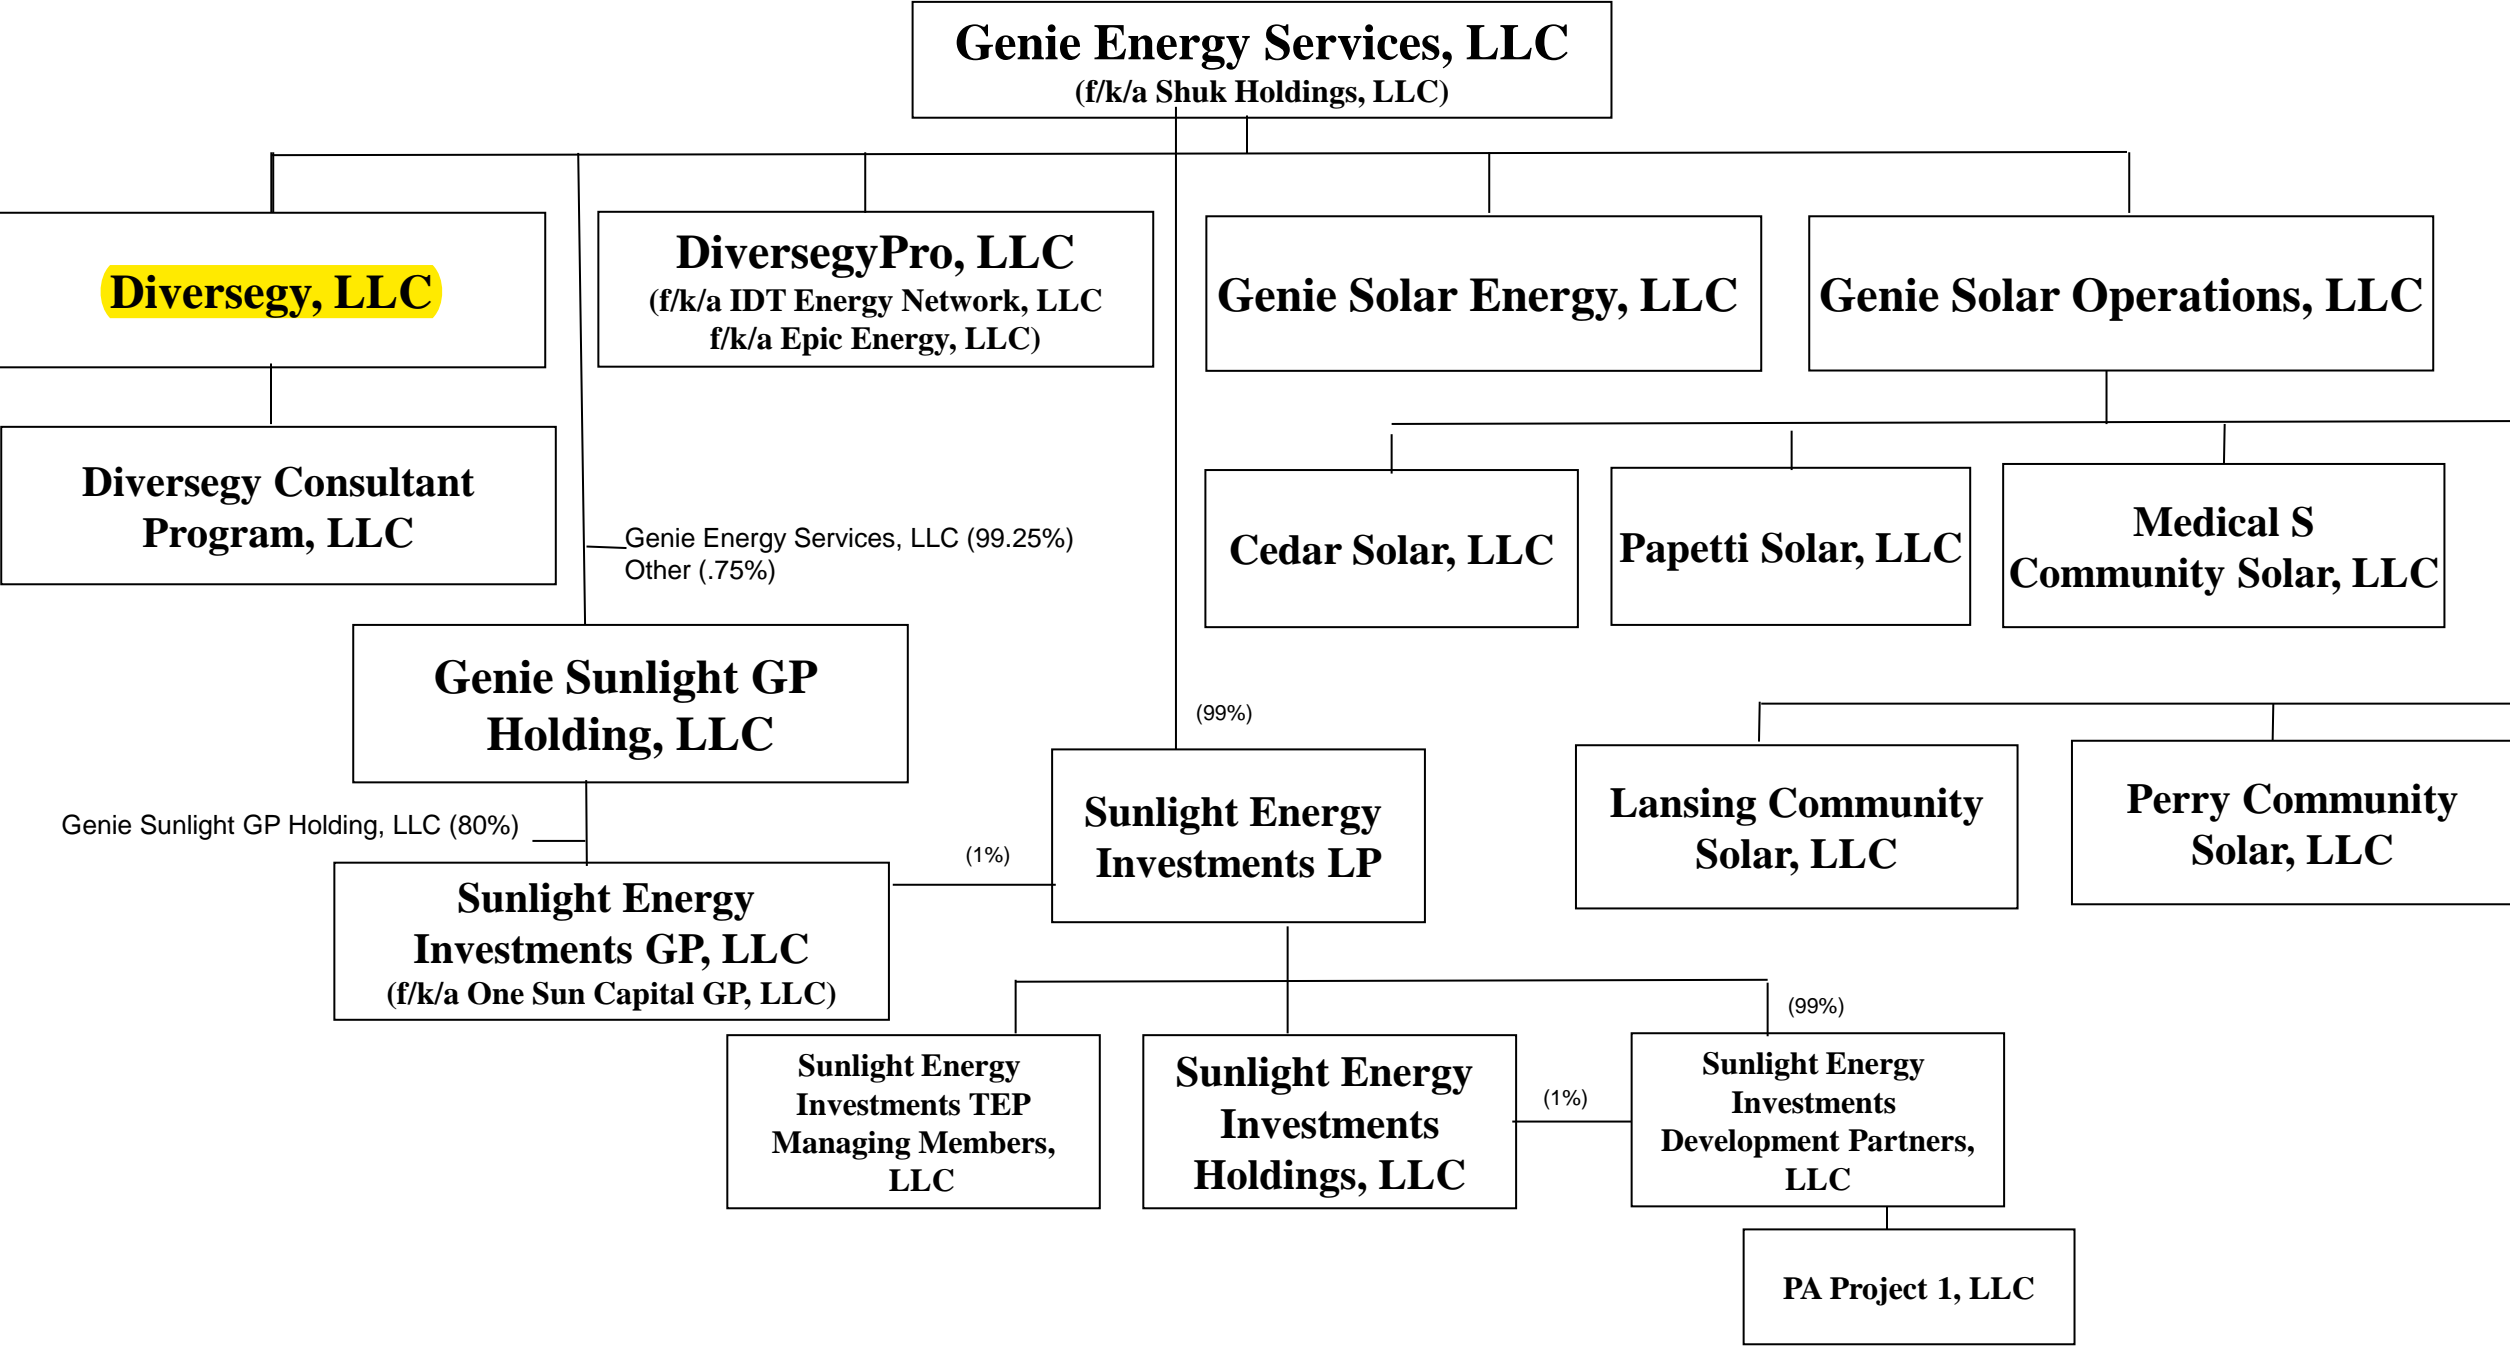 Genie Energy Services, LLC
(f/k/a Shuk Holdings, LLC)
Diversegy, LLC
DiversegyPro, LLC
(f/k/a IDT Energy Network, LLC
f/k/a Epic Energy, LLC)
Genie Solar Energy, LLC
Genie Solar Operations, LLC
Diversegy Consultant
Program, LLC
Genie Energy Services, LLC (99.25%)
Other (.75%)
Cedar Solar, LLC
Papetti Solar, LLC
Medical S
Community Solar, LLC
Genie Sunlight GP
Holding, LLC
(99%)
Genie Sunlight GP Holding, LLC (80%)
Sunlight Energy
Investments LP
Lansing Community
Solar, LLC
Perry Community
Solar, LLC
(1%)
Sunlight Energy
Investments GP, LLC
(f/k/a One Sun Capital GP, LLC)
(99%)
Sunlight Energy
Investments TEP
Managing Members,
LLC
Sunlight Energy
Investments
Holdings, LLC
(1%)
Sunlight Energy
Investments
Development Partners,
LLC
PA Project 1, LLC